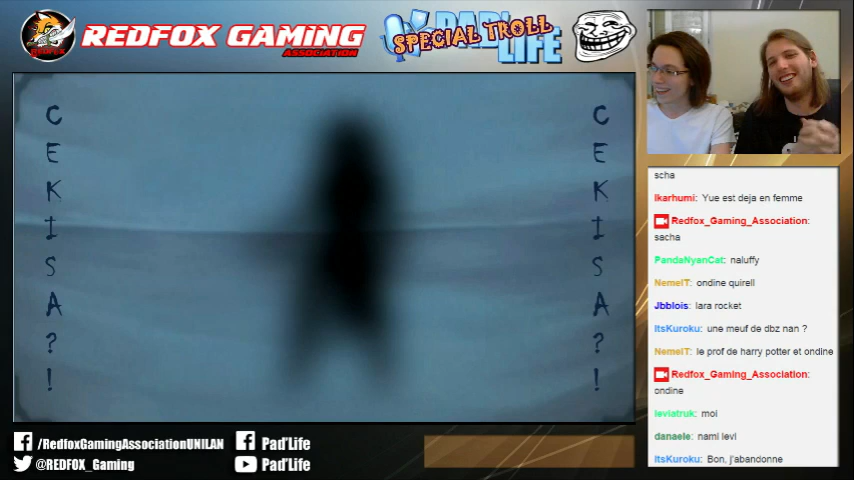 REDFOX
REDFOX GAMING
ASSOCIATION
PAD'LIFE
SPECIAL TROLL
C
E
K
I
S
A
?
!
C
E
K
I
S
A
?
!
scha
Ikarhumi: Yue est deja en femme
Redfox_Gaming_Association:
sacha
PandaNyanCat: naluffy
NemeIT: ondine quirell
Jbblois: lara rocket
ItsKuroku: une meuf de dbz nan ?
NemeIT: le prof de harry potter et ondine
Redfox_Gaming_Association:
ondine
leviatruk: moi
danaele: nami levi
ItsKuroku: Bon, j'abandonne
/RedfoxGamingAssociationUNILAN
Pad'Life
@REDFOX_Gaming
Pad'Life